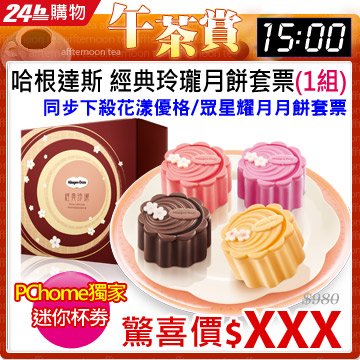 24h購物
午茶賞
afternoon tea
15:00
哈根達斯 經典玲瓏月餅套票(1組)
同步下殺花漾優格/眾星耀月月餅套票
Häagen-Dazs
經典玲瓏
PChome獨家
迷你杯券
$980
驚喜價$XXX